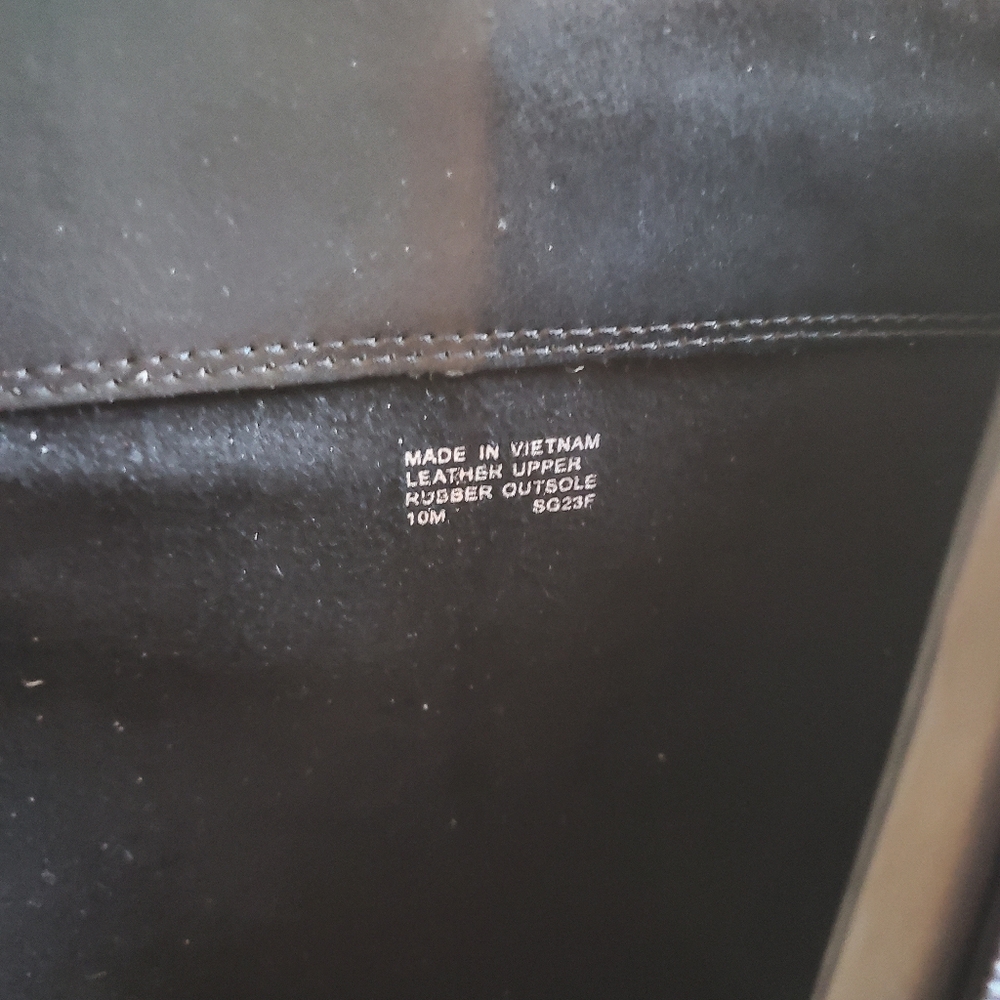 MADE IN VIETNAM
LEATHER UPPER
RUBBER OUTSOLE
10M SG23F